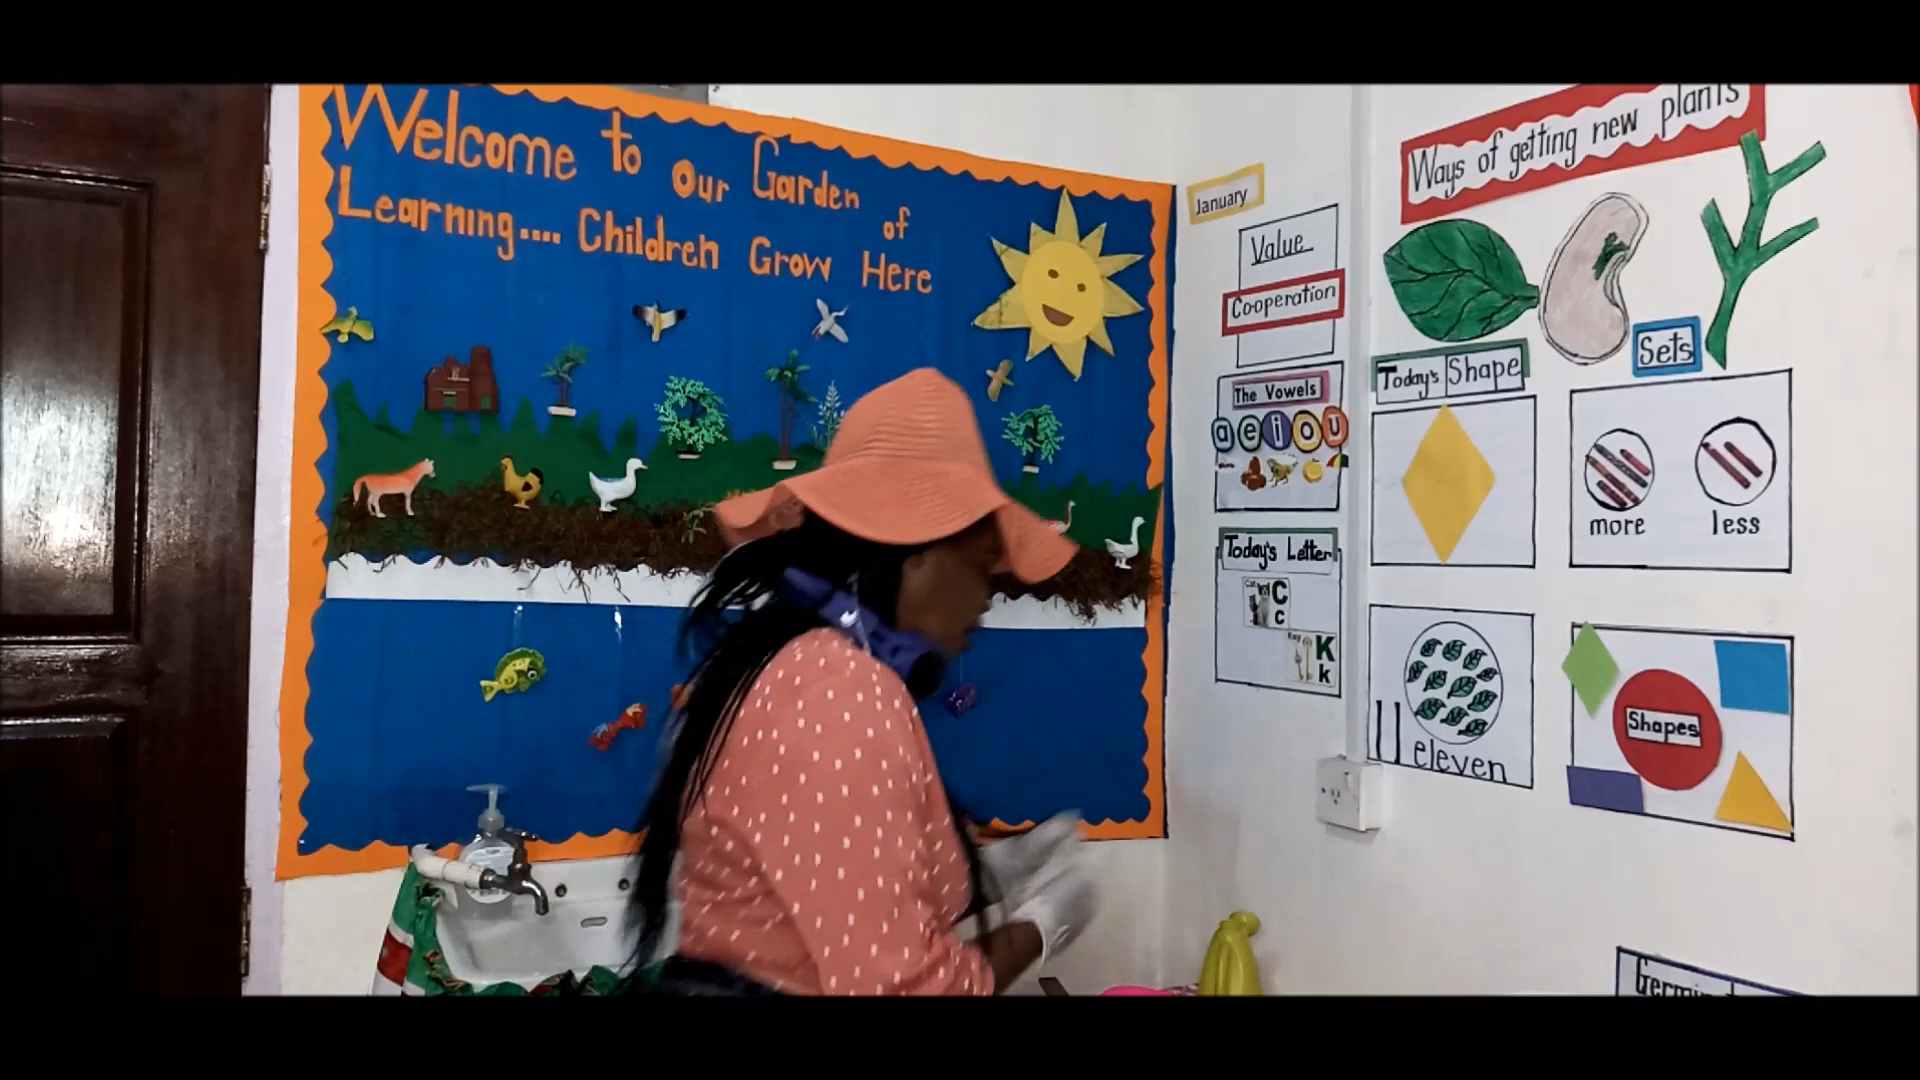 Welcome to our Garden of
Learning.... Children Grow Here
January
Value
Cooperation
The Vowels
a e i o u
Today's Letter
C
c
Key
K
k
Ways of getting new plants
Today's Shape
Sets
more
less
11
eleven
Shapes